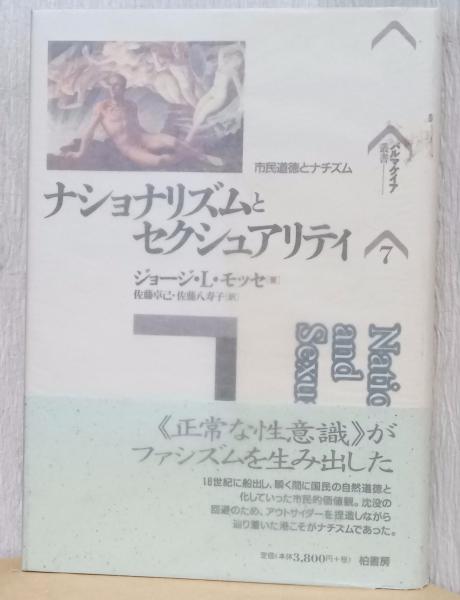 市民道徳とナチズム
ナショナリズムと
セクシュアリティ
ジョージ・L・モッセ[著]
佐藤卓己・佐藤八寿子[訳]
パルマケイア
叢書
7
Natio
and
Sexu
《正常な性意識》が
ファシズムを生み出した
18世紀に船出し、瞬く間に国民の自然道徳と
化していった市民的価値観。沈没の
回避のため、アウトサイダーを捏造しながら
辿り着いた港こそがナチズムであった。
定価(本体3,800円+税)
柏書房